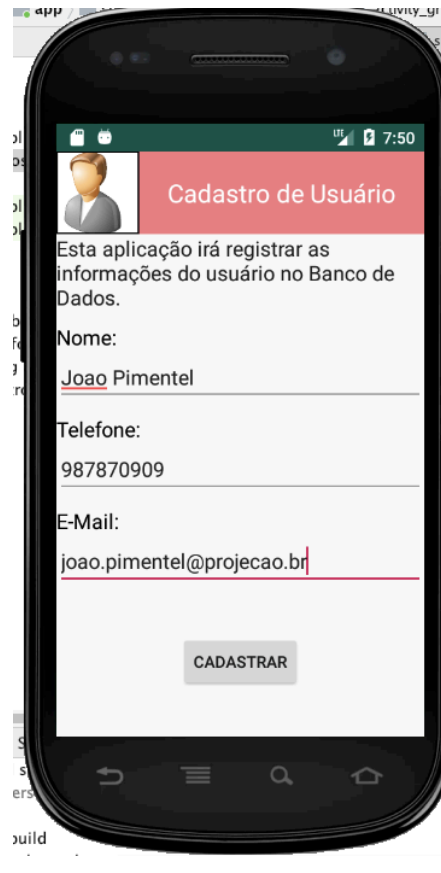 app
LTE 7:50
Cadastro de Usuário
Esta aplicação irá registrar as
informações do usuário no Banco de
Dados.
Nome:
Joao Pimentel
Telefone:
987870909
E-Mail:
joao.pimentel@projecao.br
CADASTRAR